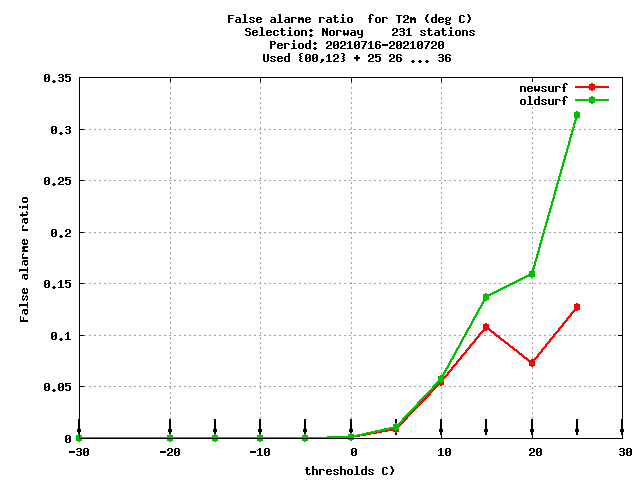 False alarme ratio  for T2m (deg C)
Selection: Norway    231 stations
Period: 20210716-20210720
Used {00,12} + 25 26 ... 36
newsurf
oldsurf
0.35
0.3
0.25
0.2
0.15
0.1
0.05
0
False alarme ratio
-30 -20 -10 0 10 20 30
thresholds C)